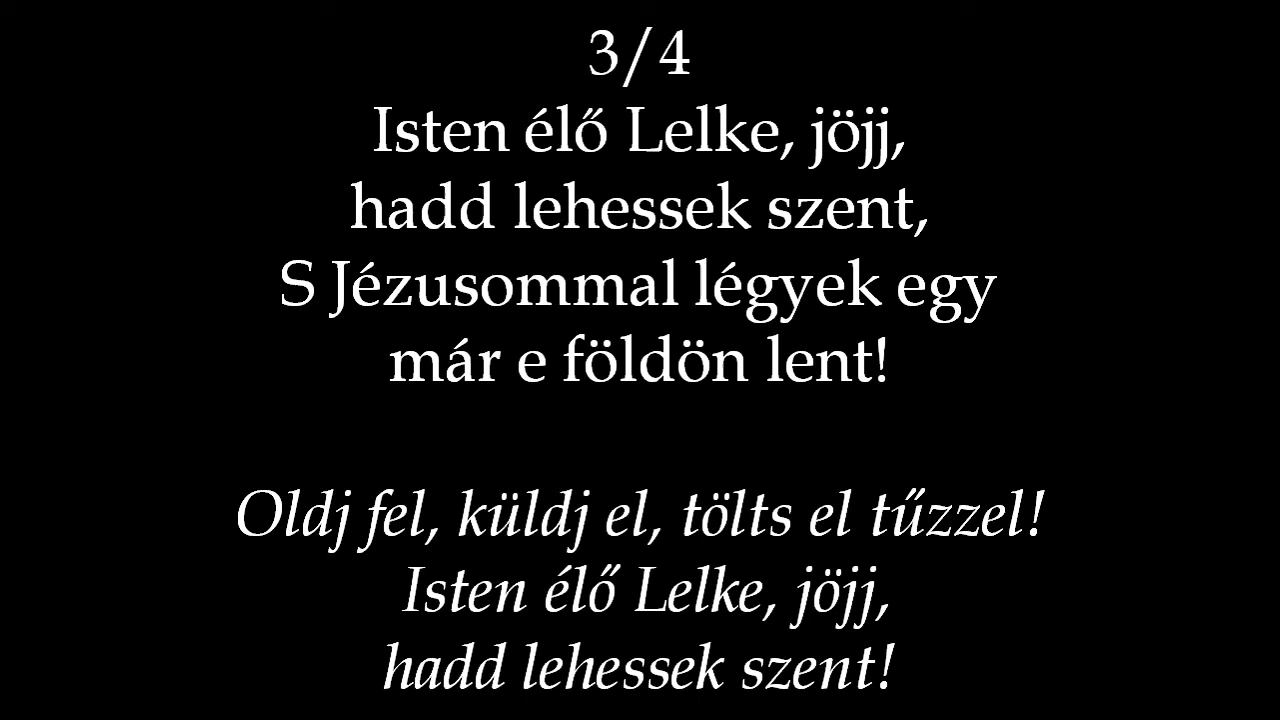 3/4
Isten élő Lelke, jöjj,
hadd lehessek szent,
S Jézusommal légyek egy
már e földön lent!
Oldj fel, küldj el, tölts el tűzzel!
Isten élő Lelke, jöjj,
hadd lehessek szent!